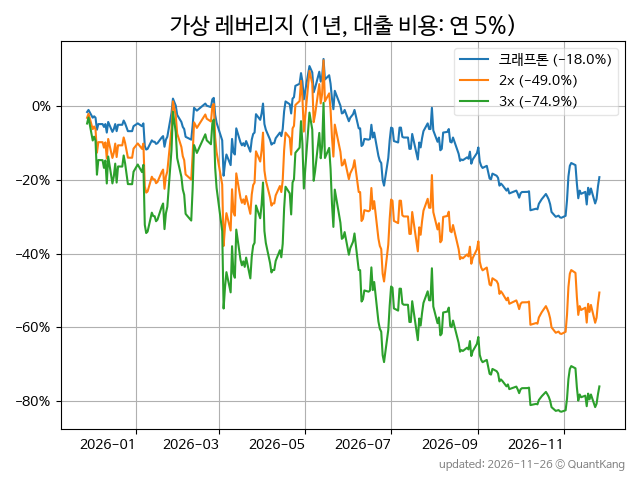 가상 레버리지 (1년, 대출 비용: 연 5%)
크래프톤 (−18.0%)
2x (−49.0%)
3x (−74.9%)
0%
−20%
−40%
−60%
−80%
2026-01 2026-03 2026-05 2026-07 2026-09 2026-11
updated: 2026-11-26 © QuantKang